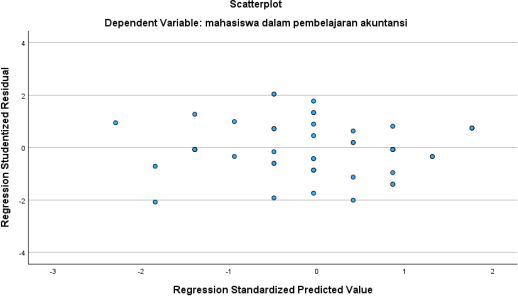 Scatterplot
Dependent Variable: mahasiswa dalam pembelajaran akuntansi
Regression Studentized Residual
4
2
0
-2
-4
-3
-2
-1
0
1
2
Regression Standardized Predicted Value